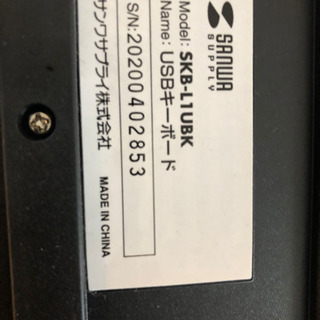 SANWA
SUPPLY
Model: SKB-L1UBK
Name: USBキーボード
S/N: 20200402853
サンワサプライ株式会社
MADE IN CHINA